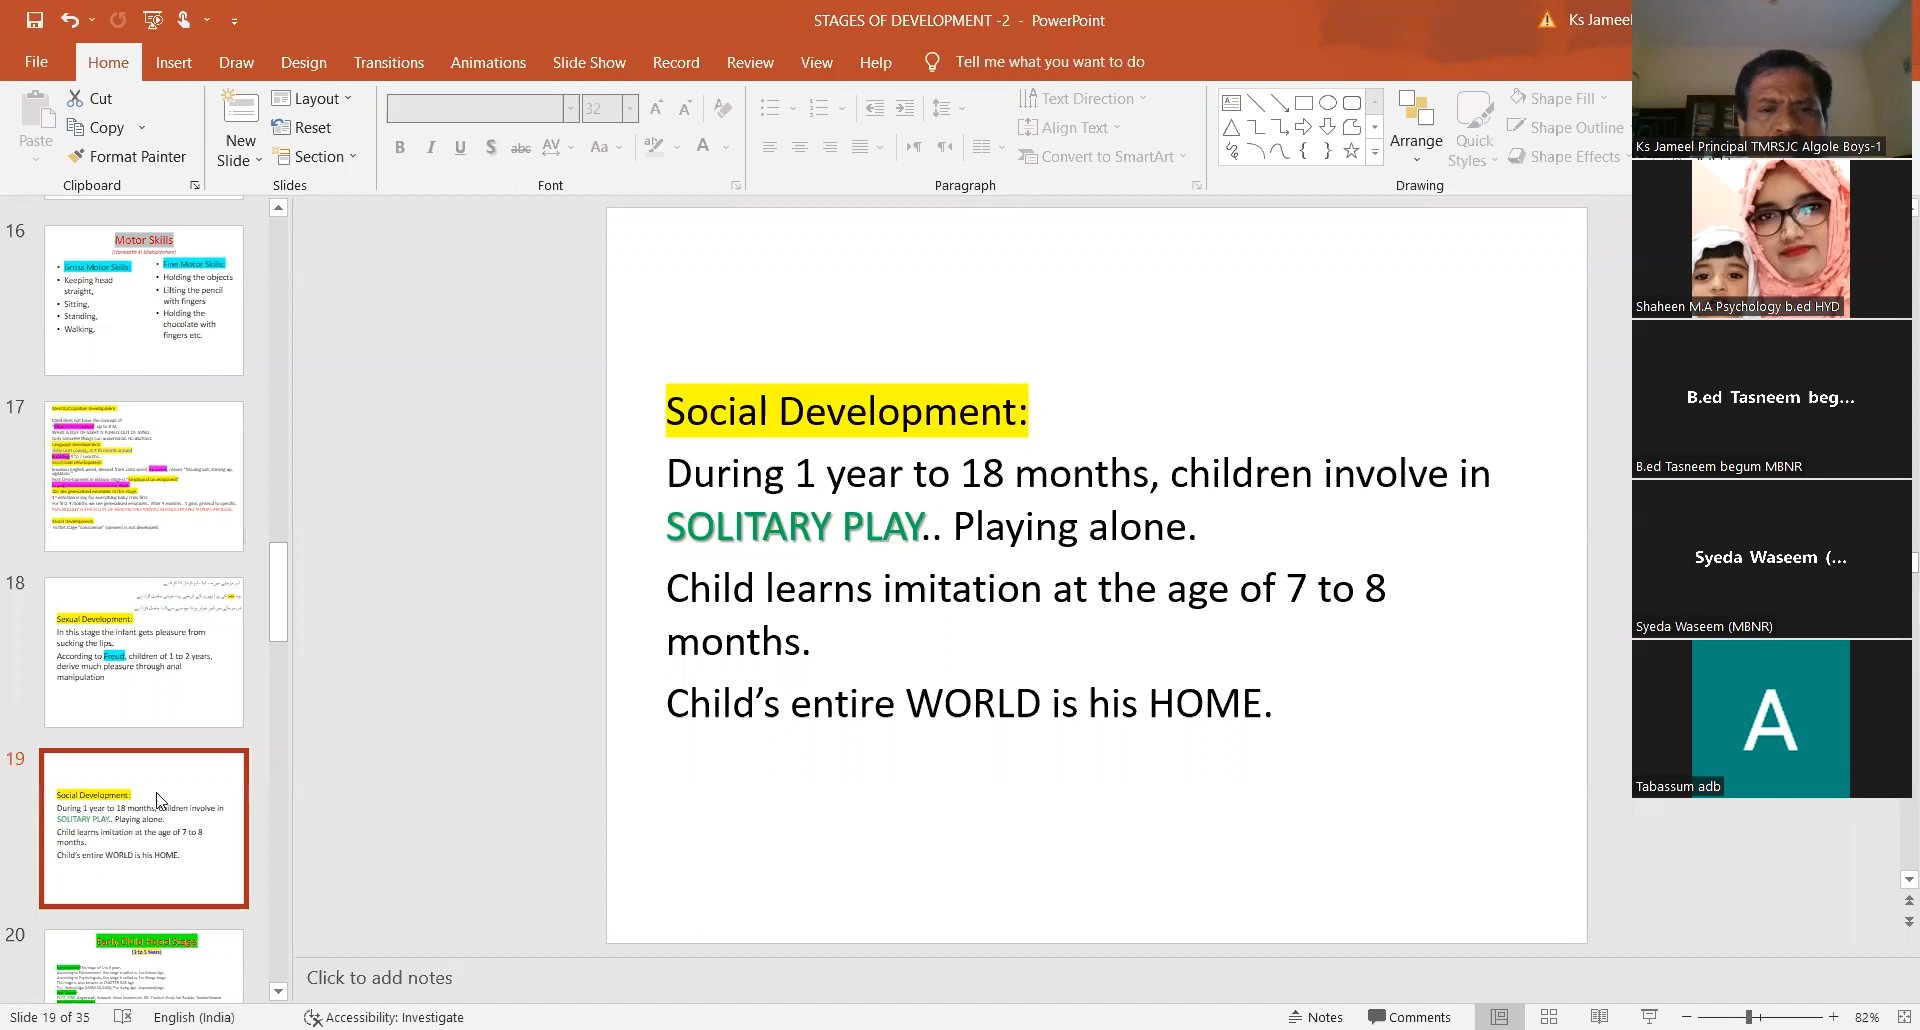 STAGES OF DEVELOPMENT -2 - PowerPoint
Ks Jameel
File Home Insert Draw Design Transitions Animations Slide Show Record Review View Help Tell me what you want to do
Paste
Cut
Copy
Format Painter
Clipboard
New Slide
Layout
Reset
Section
Slides
32
B I U S abc AV Aa A
Font
Text Direction
Align Text
Convert to SmartArt
Paragraph
Arrange
Quick Styles
Shape Fill
Shape Outline
Shape Effects
Drawing
16
Motor Skills
Gross Motor Skills:
Keeping head
straight,
Sitting,
Standing,
Walking.
Fine Motor Skills:
Holding the objects
Lifting the pencil
with fingers
Holding the
chocolate with
fingers etc.
17
18
Sexual Development:
In this stage the infant gets pleasure from
sucking the lips.
According to Freud, children of 1 to 2 years,
derive much pleasure through anal
manipulation
19
Social Development:
During 1 year to 18 months, children involve in
SOLITARY PLAY.. Playing alone.
Child learns imitation at the age of 7 to 8
months.
Child's entire WORLD is his HOME.
20
Early Child Hood Stage:
(3 to 5 Years)
Social Development:
During 1 year to 18 months, children involve in
SOLITARY PLAY.. Playing alone.
Child learns imitation at the age of 7 to 8
months.
Child’s entire WORLD is his HOME.
Click to add notes
Ks Jameel Principal TMRSJC Algole Boys-1
Shaheen M.A Psychology b.ed HYD
B.ed Tasneem beg...
B.ed Tasneem begum MBNR
Syeda Waseem (...
Syeda Waseem (MBNR)
A
Tabassum adb
Slide 19 of 35
English (India)
Accessibility: Investigate
Notes
Comments
82%